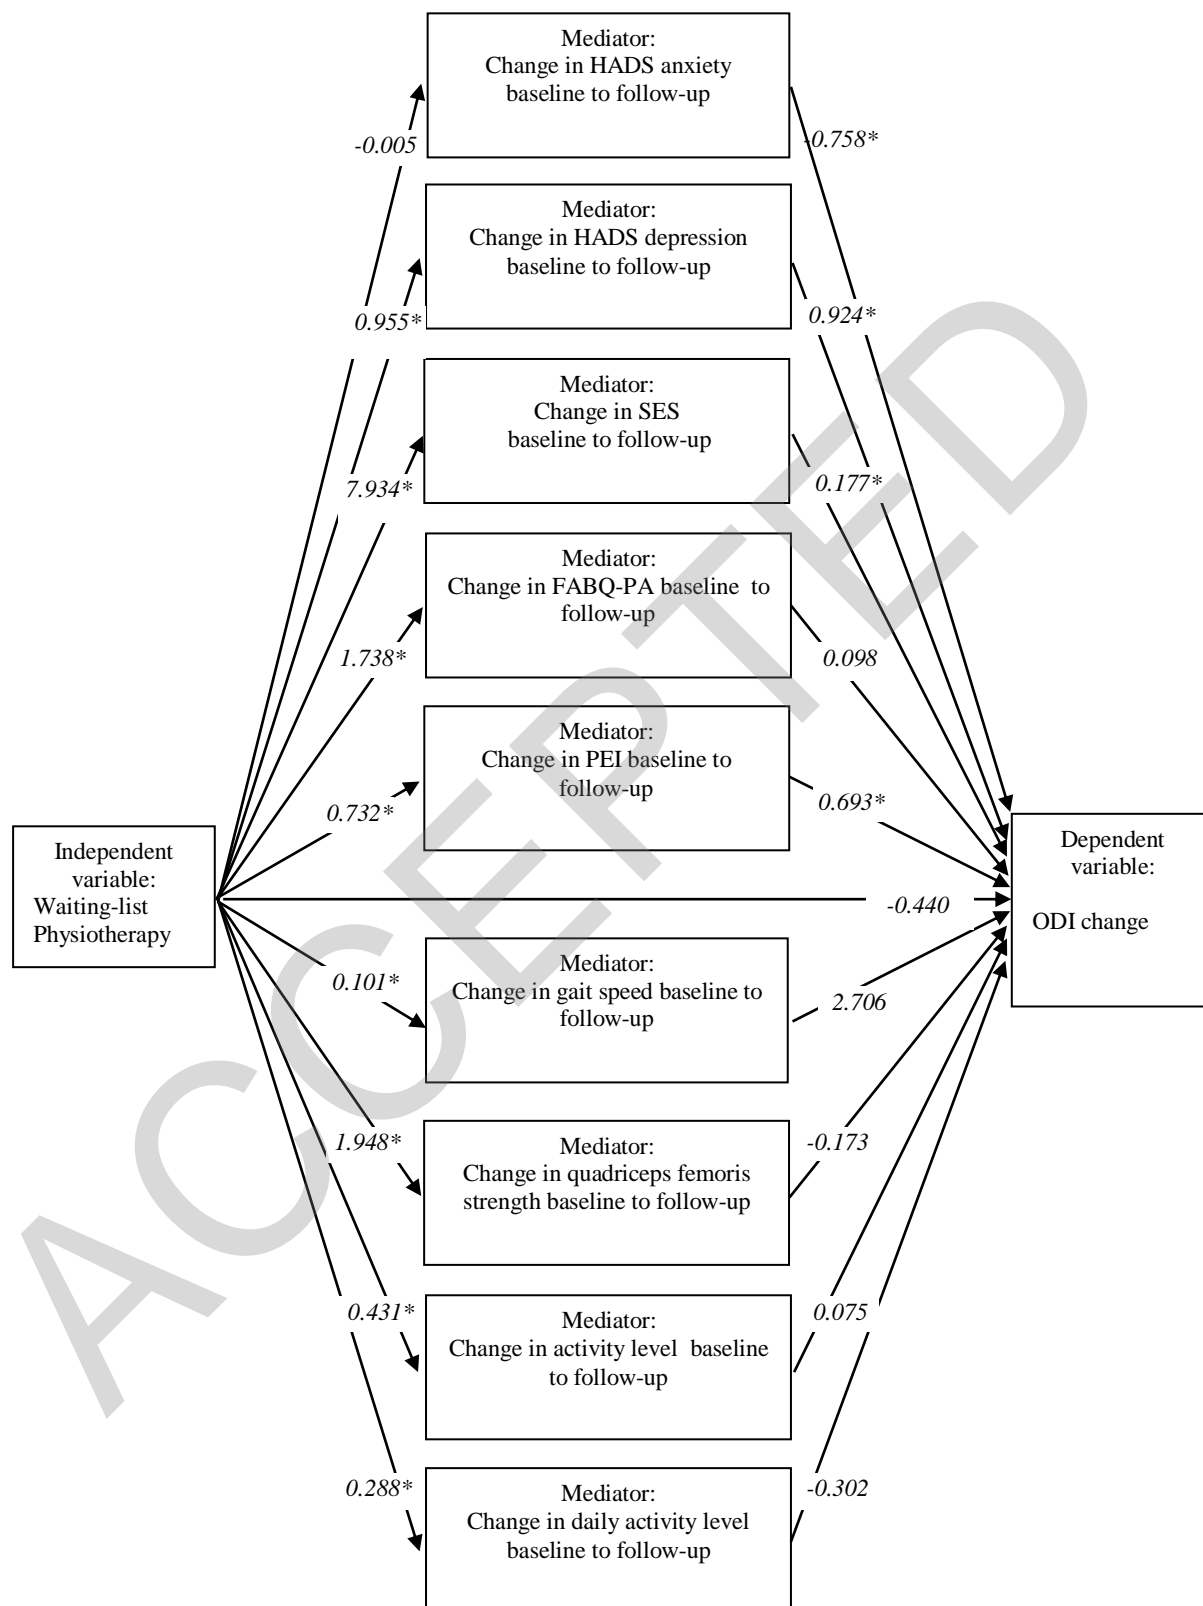 Mediator:
Change in HADS anxiety
baseline to follow-up
-0.005
-0.758*
Mediator:
Change in HADS depression
baseline to follow-up
0.955*
0.924*
Mediator:
Change in SES
baseline to follow-up
7.934*
0.177*
Mediator:
Change in FABQ-PA baseline to
follow-up
1.738*
0.098
Mediator:
Change in PEI baseline to
follow-up
0.732*
0.693*
Independent
variable:
Waiting-list
Physiotherapy
-0.440
Dependent
variable:
ODI change
Mediator:
Change in gait speed baseline to
follow-up
0.101*
2.706
Mediator:
Change in quadriceps femoris
strength baseline to follow-up
1.948*
-0.173
Mediator:
Change in activity level baseline
to follow-up
0.431*
0.075
Mediator:
Change in daily activity level
baseline to follow-up
0.288*
-0.302
ACCEPTED